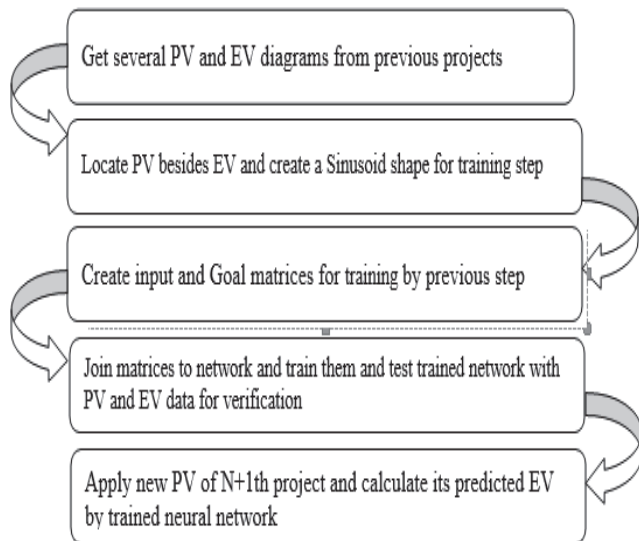 Get several PV and EV diagrams from previous projects
Locate PV besides EV and create a Sinusoid shape for training step
Create input and Goal matrices for training by previous step
Join matrices to network and train them and test trained network with
PV and EV data for verification
Apply new PV of N+1th project and calculate its predicted EV
by trained neural network